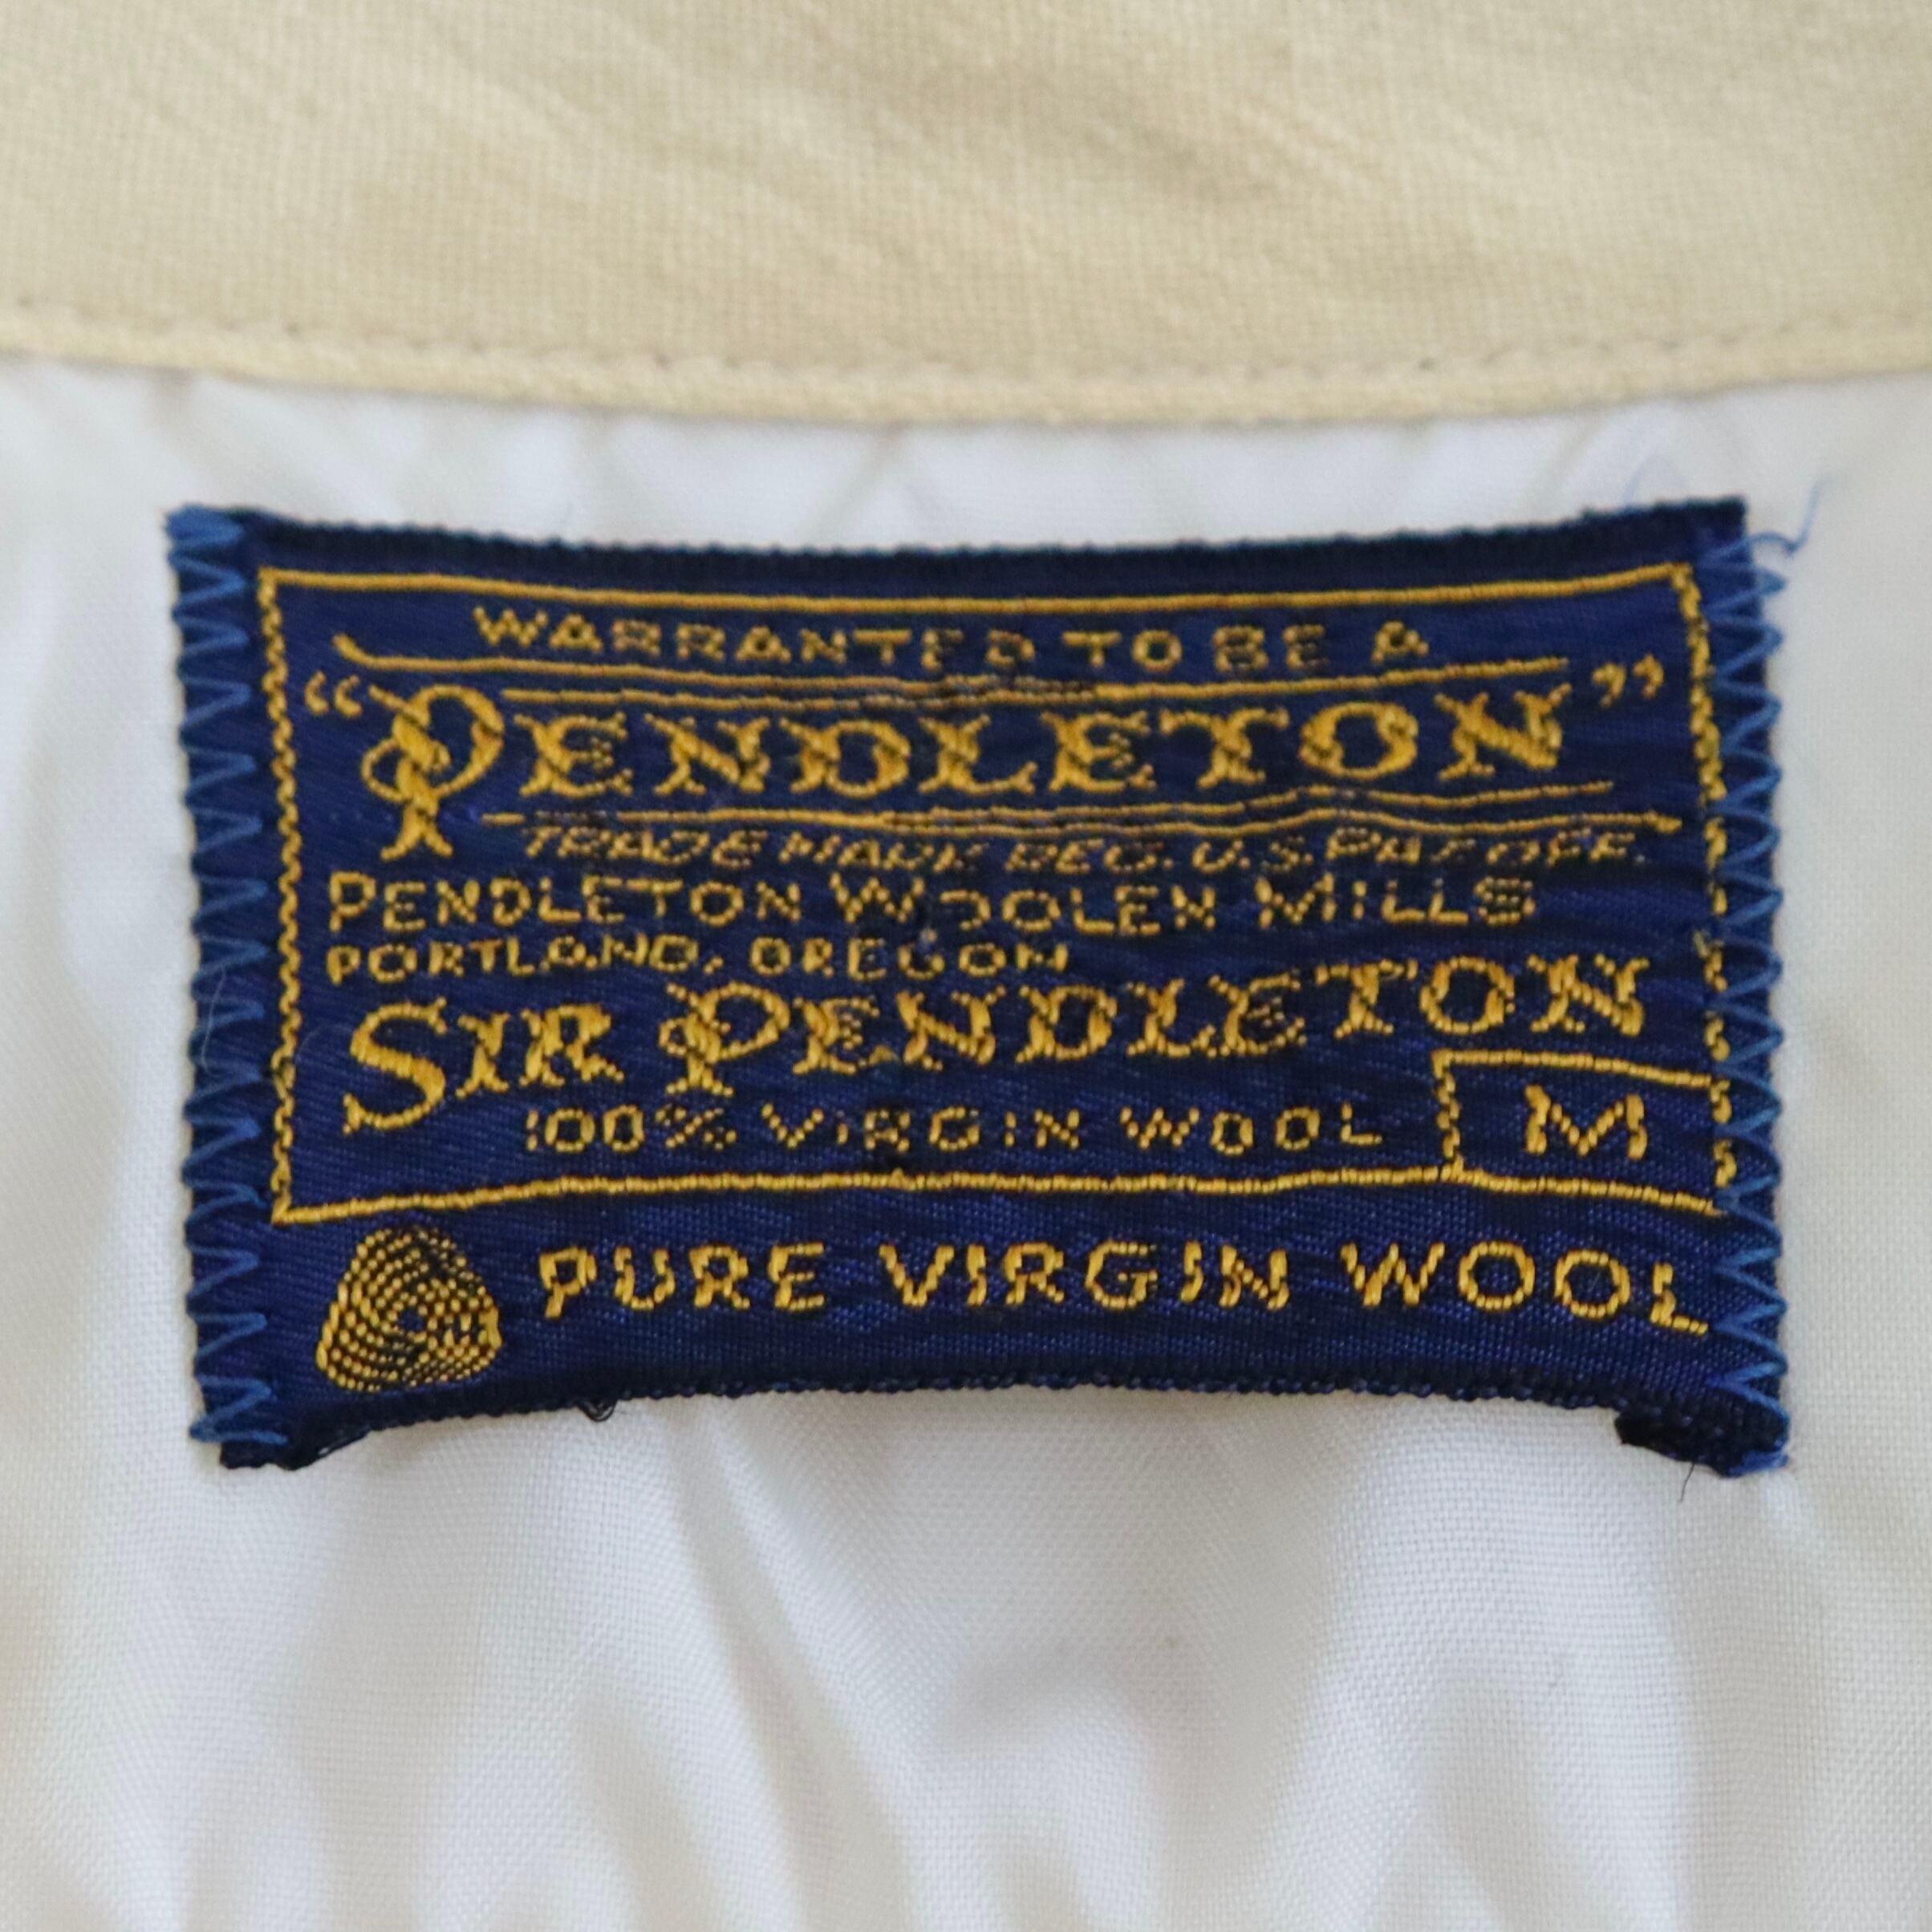 WARRANTED TO BE A
"PENDLETON"
TRADE MARK REG. U.S. PAT. OFF.
PENDLETON WOOLEN MILLS
PORTLAND, OREGON
SIR PENDLETON
100% VIRGIN WOOL
M
PURE VIRGIN WOOL